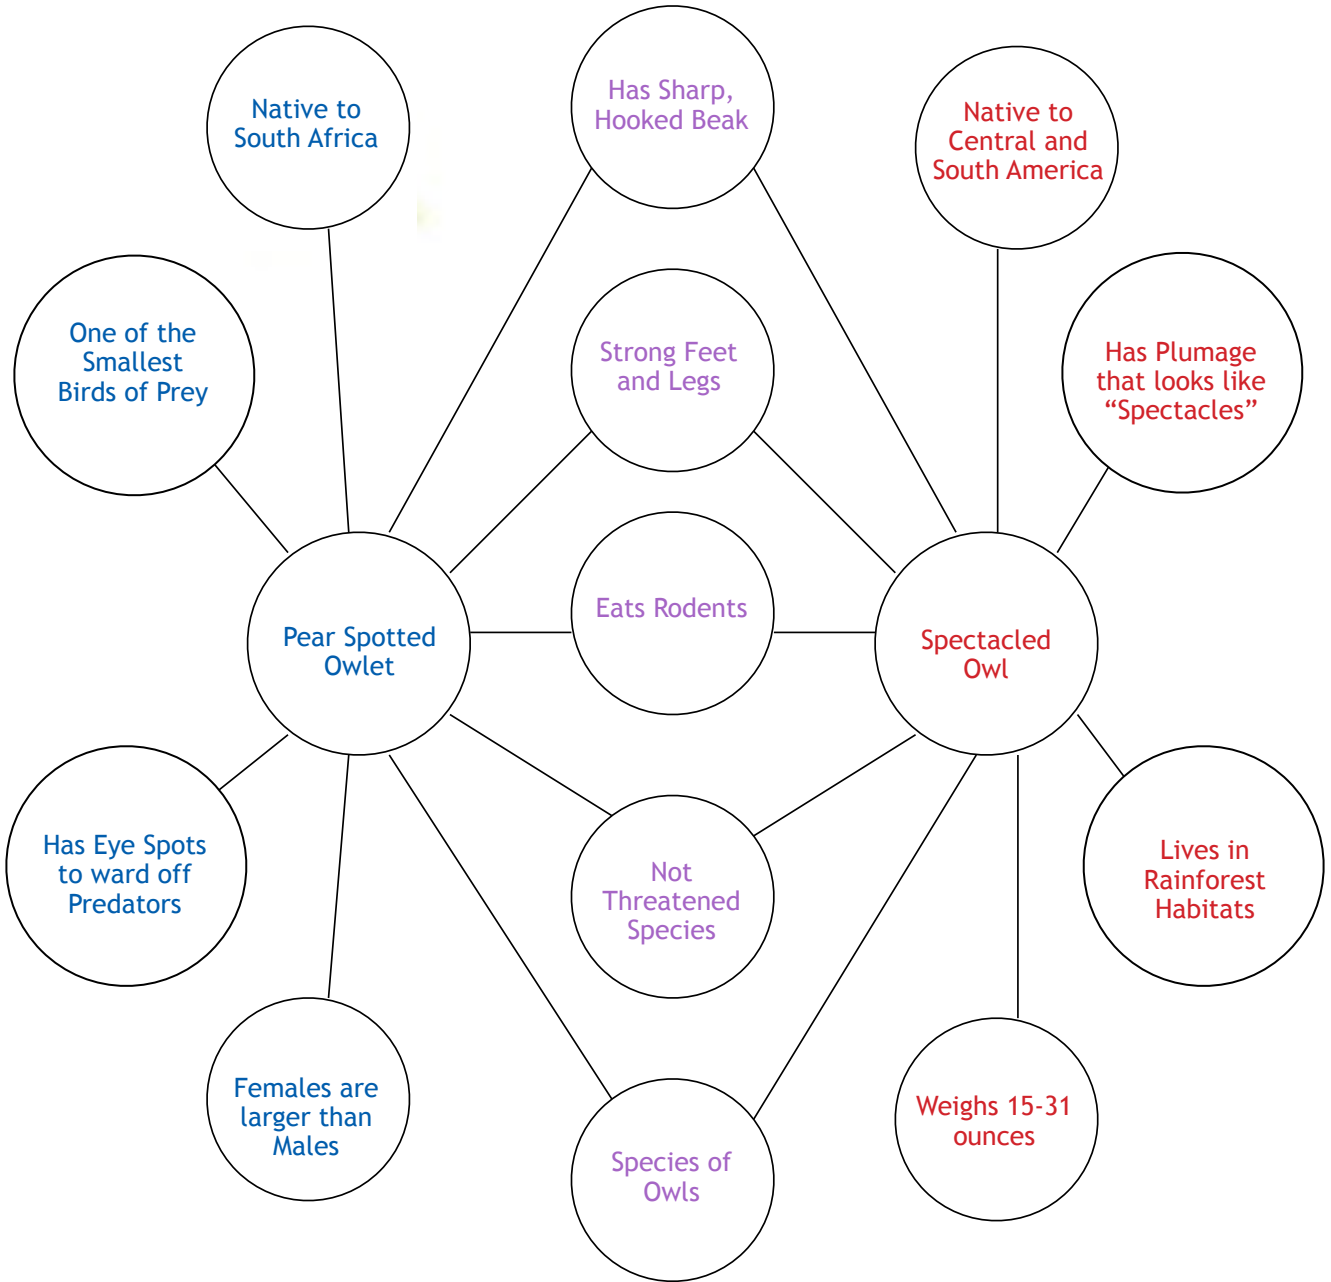 Native to
South Africa
Has Sharp,
Hooked Beak
Native to
Central and
South America
One of the
Smallest
Birds of Prey
Strong Feet
and Legs
Has Plumage
that looks like
“Spectacles”
Pear Spotted
Owlet
Eats Rodents
Spectacled
Owl
Has Eye Spots
to ward off
Predators
Not
Threatened
Species
Lives in
Rainforest
Habitats
Females are
larger than
Males
Species of
Owls
Weighs 15-31
ounces